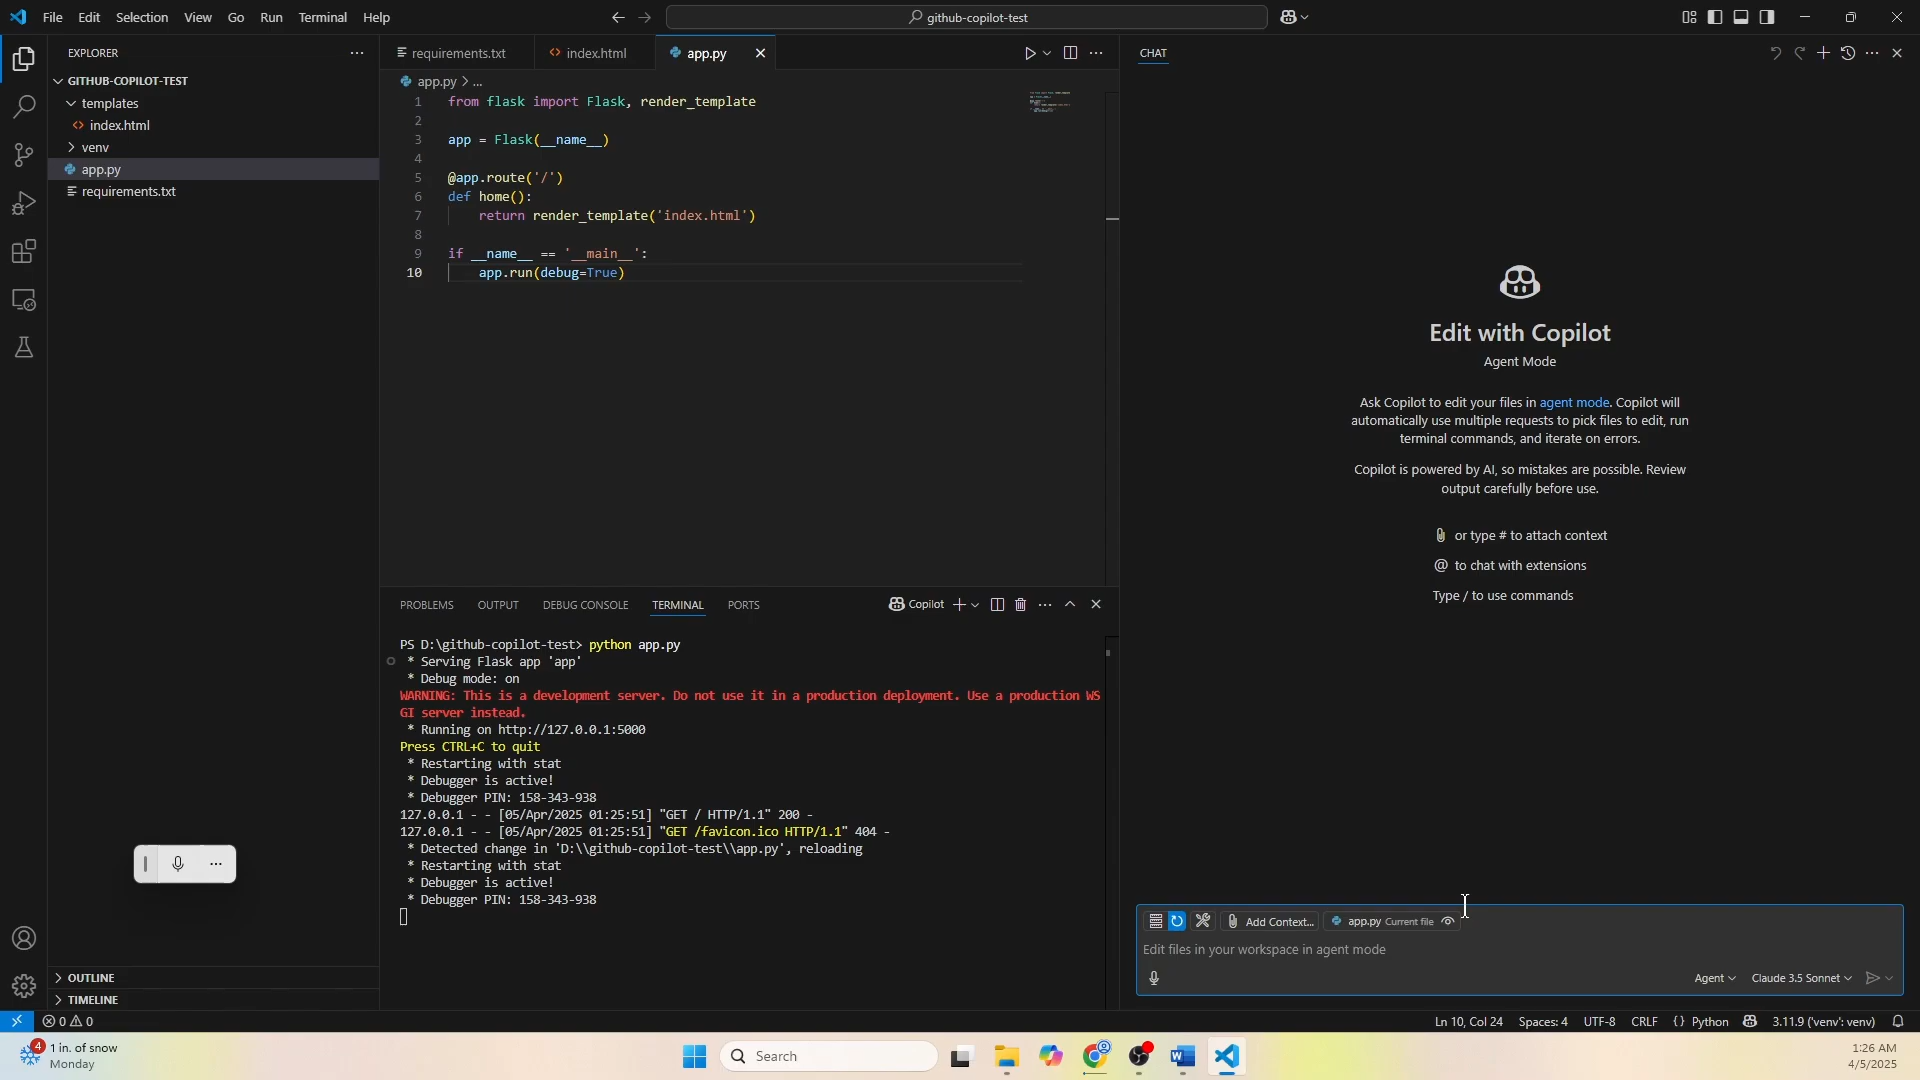 File Edit Selection View Go Run Terminal Help
github-copilot-test
EXPLORER
GITHUB-COPILOT-TEST
templates
index.html
venv
app.py
requirements.txt
OUTLINE
TIMELINE
requirements.txt index.html app.py
app.py > ...
1 from flask import Flask, render_template
2
3 app = Flask(__name__)
4
5 @app.route('/')
6 def home():
7 return render_template('index.html')
8
9 if __name__ == '__main__':
10 app.run(debug=True)
PROBLEMS OUTPUT DEBUG CONSOLE TERMINAL PORTS Copilot
PS D:\github-copilot-test> python app.py
* Serving Flask app 'app'
* Debug mode: on
WARNING: This is a development server. Do not use it in a production deployment. Use a production WS
GI server instead.
* Running on http://127.0.0.1:5000
Press CTRL+C to quit
* Restarting with stat
* Debugger is active!
* Debugger PIN: 158-343-938
127.0.0.1 - - [05/Apr/2025 01:25:51] "GET / HTTP/1.1" 200 -
127.0.0.1 - - [05/Apr/2025 01:25:51] "GET /favicon.ico HTTP/1.1" 404 -
* Detected change in 'D:\\github-copilot-test\\app.py', reloading
* Restarting with stat
* Debugger is active!
* Debugger PIN: 158-343-938
CHAT
Edit with Copilot
Agent Mode
Ask Copilot to edit your files in agent mode. Copilot will
automatically use multiple requests to pick files to edit, run
terminal commands, and iterate on errors.
Copilot is powered by AI, so mistakes are possible. Review
output carefully before use.
or type # to attach context
@ to chat with extensions
Type / to use commands
Add Context... app.py Current file
Edit files in your workspace in agent mode
Agent Claude 3.5 Sonnet
0 0
Ln 10, Col 24 Spaces: 4 UTF-8 CRLF {} Python 3.11.9 ('venv': venv)
4
1 in. of snow
Monday
Search
1:26 AM
4/5/2025